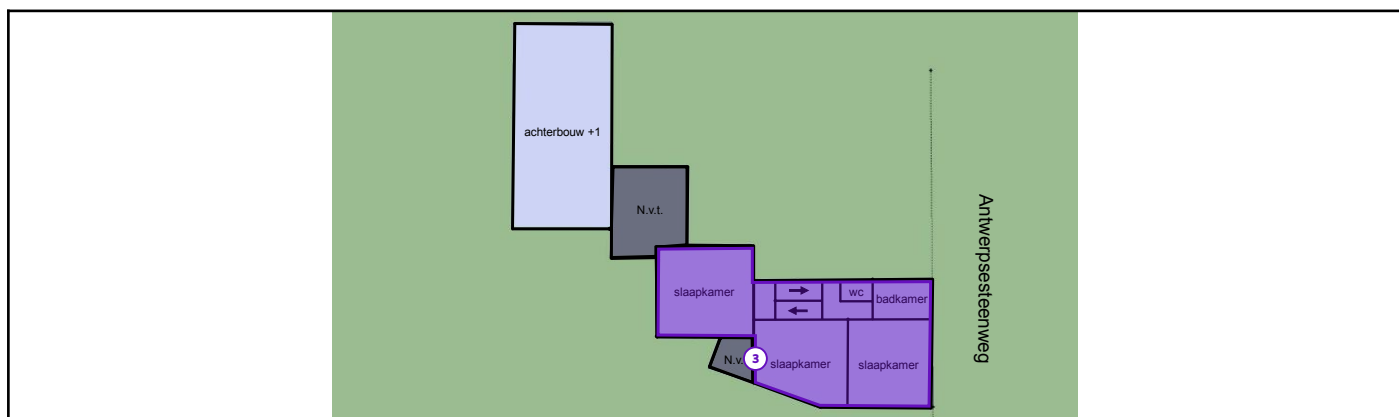 achterbouw +1
N.v.t.
Antwerpsesteenweg
slaapkamer
wc
badkamer
N.v.
3
slaapkamer
slaapkamer